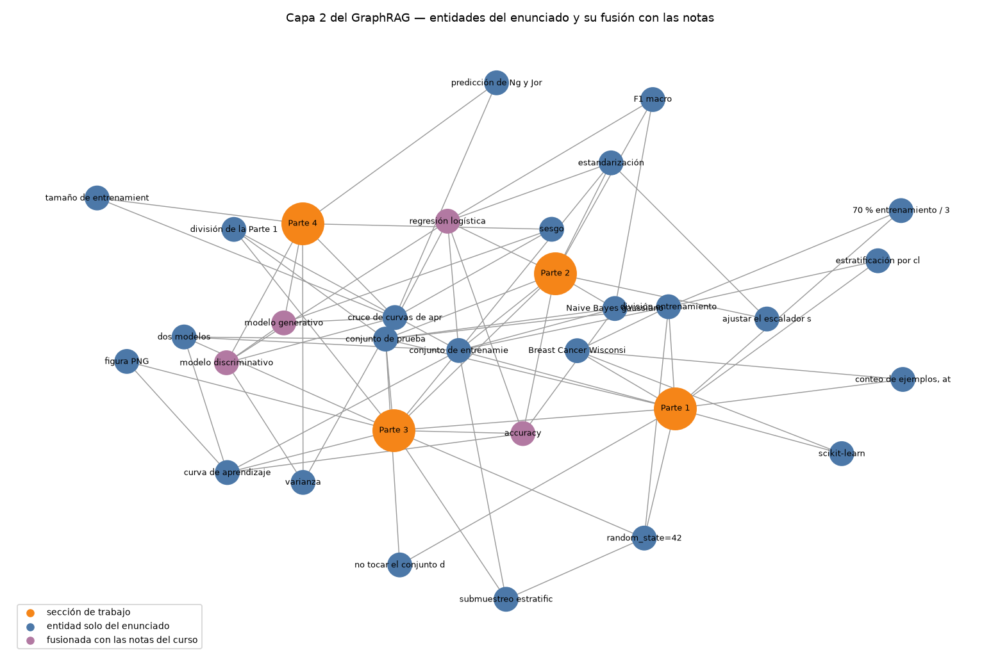 Capa 2 del GraphRAG — entidades del enunciado y su fusión con las notas
predicción de Ng y Jor
F1 macro
estandarización
tamaño de entrenamient
70 % entrenamiento / 3
Parte 4
regresión logística
división de la Parte 1
sesgo
estratificación por cl
Parte 2
Naive Bayes gaussiano
división entrenamiento
cruce de curvas de apr
ajustar el escalador s
modelo generativo
dos modelos
conjunto de prueba
conjunto de entrenamie
Breast Cancer Wisconsi
figura PNG
modelo discriminativo
conteo de ejemplos, at
Parte 1
Parte 3
accuracy
scikit-learn
curva de aprendizaje
varianza
random_state=42
no tocar el conjunto d
submuestreo estratific
sección de trabajo
entidad solo del enunciado
fusionada con las notas del curso